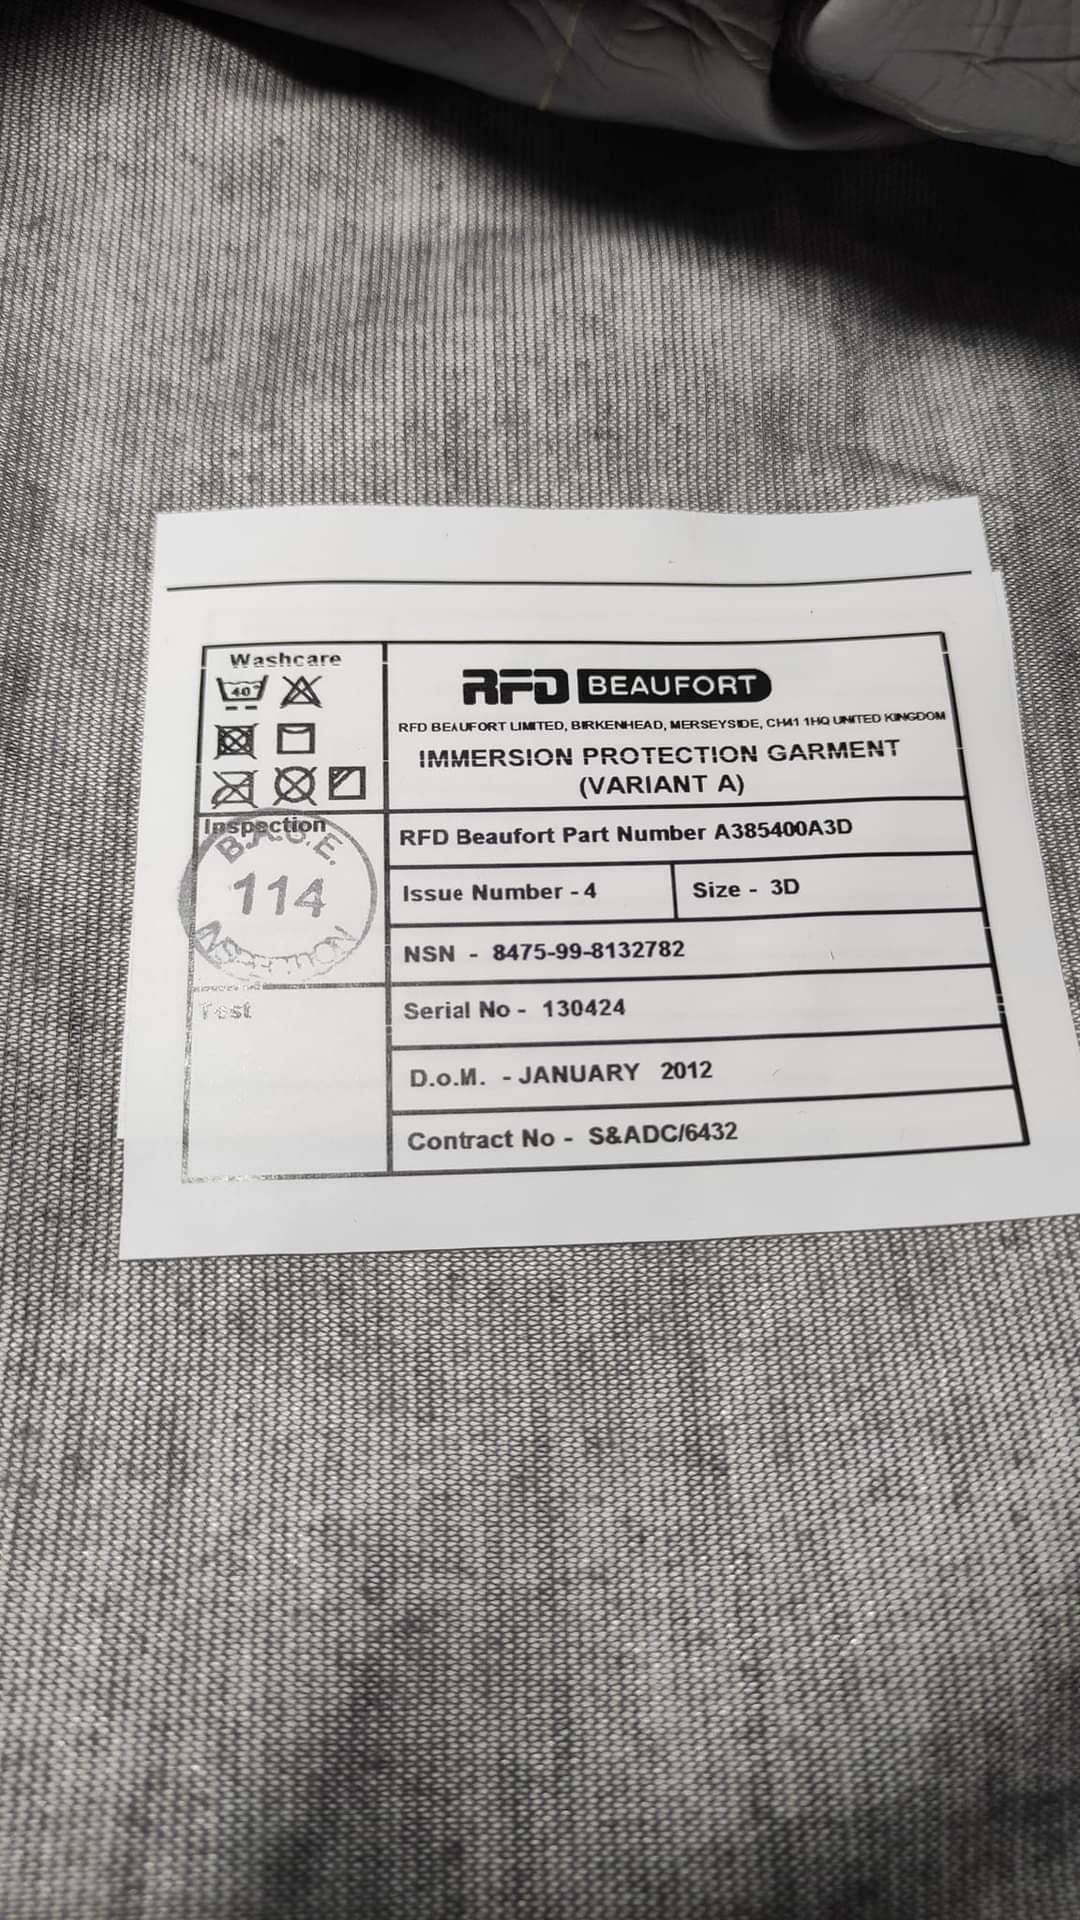 Washcare
40°
RFD BEAUFORT
RFD BEAUFORT LIMITED, BIRKENHEAD, MERSEYSIDE, CH41 1HQ UNITED KINGDOM
IMMERSION PROTECTION GARMENT
(VARIANT A)
Inspection
B.A.G.E.
114
INSPECTION
Test
RFD Beaufort Part Number A385400A3D
Issue Number - 4
Size - 3D
NSN - 8475-99-8132782
Serial No - 130424
D.o.M. - JANUARY 2012
Contract No - S&ADC/6432